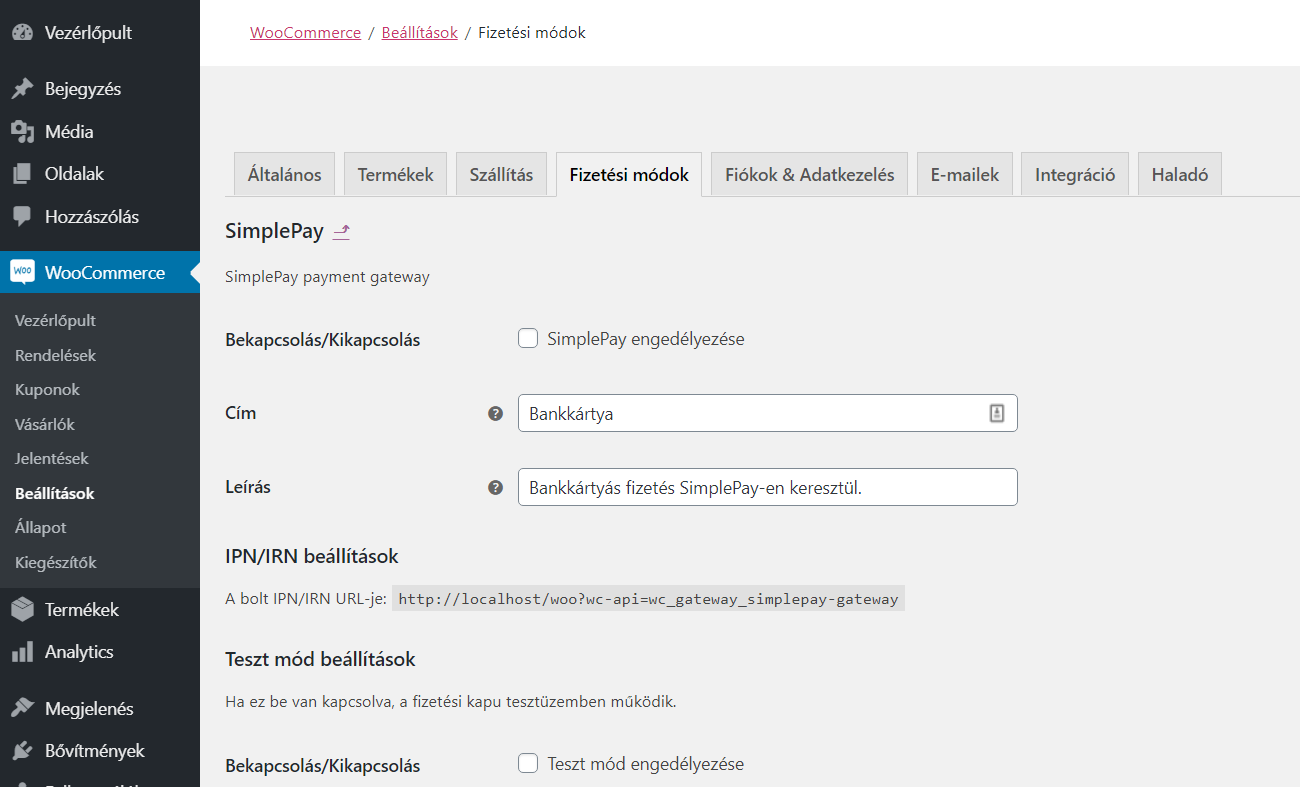 Vezérlőpult
Bejegyzés
Média
Oldalak
Hozzászólás
WooCommerce
Vezérlőpult
Rendelések
Kuponok
Vásárlók
Jelentések
Beállítások
Állapot
Kiegészítők
Termékek
Analytics
Megjelenés
Bővítmények
WooCommerce / Beállítások / Fizetési módok
Általános Termékek Szállítás Fizetési módok Fiókok & Adatkezelés E-mailek Integráció Haladó
SimplePay
SimplePay payment gateway
Bekapcsolás/Kikapcsolás SimplePay engedélyezése
Cím Bankkártya
Leírás Bankkártyás fizetés SimplePay-en keresztül.
IPN/IRN beállítások
A bolt IPN/IRN URL-je: http://localhost/woo?wc-api=wc_gateway_simplepay-gateway
Teszt mód beállítások
Ha ez be van kapcsolva, a fizetési kapu tesztüzemben működik.
Bekapcsolás/Kikapcsolás Teszt mód engedélyezése